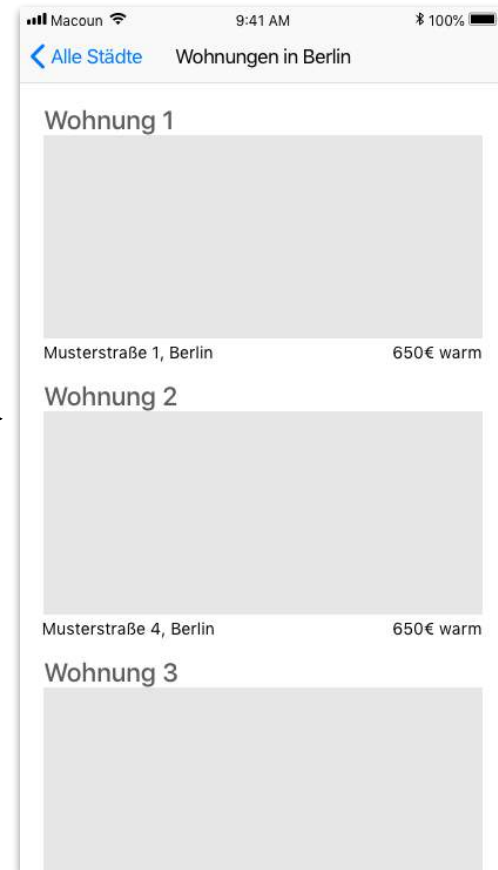 Macoun 9:41 AM 100%
Alle Städte Wohnungen in Berlin
Wohnung 1
Musterstraße 1, Berlin 650€ warm
Wohnung 2
Musterstraße 4, Berlin 650€ warm
Wohnung 3